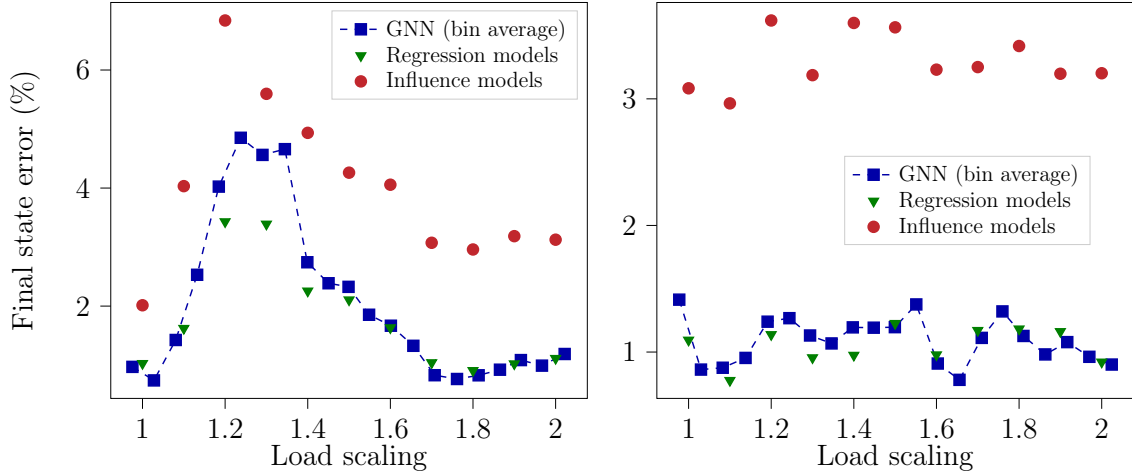 Final state error (%)
6
4
2
GNN (bin average)
Regression models
Influence models
1
1.2
1.4
1.6
1.8
2
Load scaling
3
2
1
GNN (bin average)
Regression models
Influence models
1
1.2
1.4
1.6
1.8
2
Load scaling